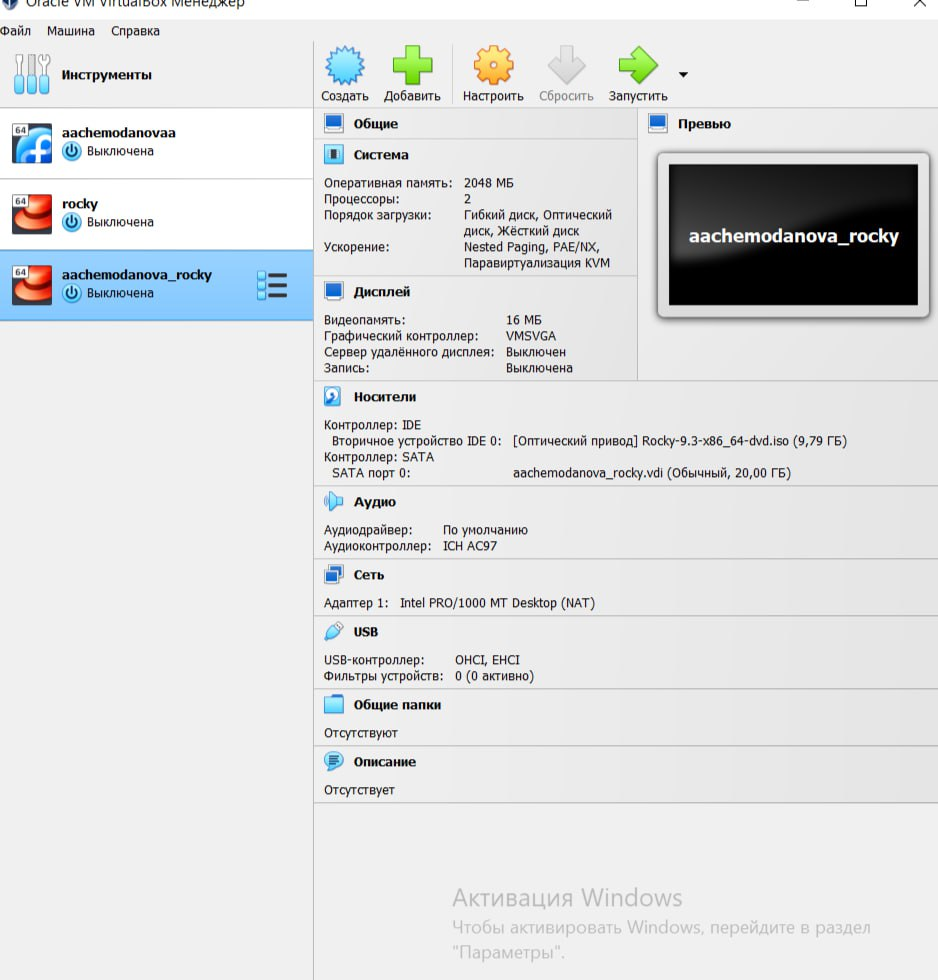 Oracle VM VirtualBox Менеджер
Файл Машина Справка
Инструменты
Создать Добавить Настроить Сбросить Запустить
64 aachemodanovaa
Выключена
64 rocky
Выключена
64 aachemodanova_rocky
Выключена
Общие
Система
Оперативная память: 2048 МБ
Процессоры: 2
Порядок загрузки: Гибкий диск, Оптический
диск, Жёсткий диск
Ускорение: Nested Paging, PAE/NX,
Паравиртуализация KVM
Превью
aachemodanova_rocky
Дисплей
Видеопамять: 16 МБ
Графический контроллер: VMSVGA
Сервер удалённого дисплея: Выключен
Запись: Выключена
Носители
Контроллер: IDE
Вторичное устройство IDE 0: [Оптический привод] Rocky-9.3-x86_64-dvd.iso (9,79 ГБ)
Контроллер: SATA
SATA порт 0: aachemodanova_rocky.vdi (Обычный, 20,00 ГБ)
Аудио
Аудиодрайвер: По умолчанию
Аудиоконтроллер: ICH AC97
Сеть
Адаптер 1: Intel PRO/1000 MT Desktop (NAT)
USB
USB-контроллер: OHCI, EHCI
Фильтры устройств: 0 (0 активно)
Общие папки
Отсутствуют
Описание
Отсутствует
Активация Windows
Чтобы активировать Windows, перейдите в раздел
"Параметры".